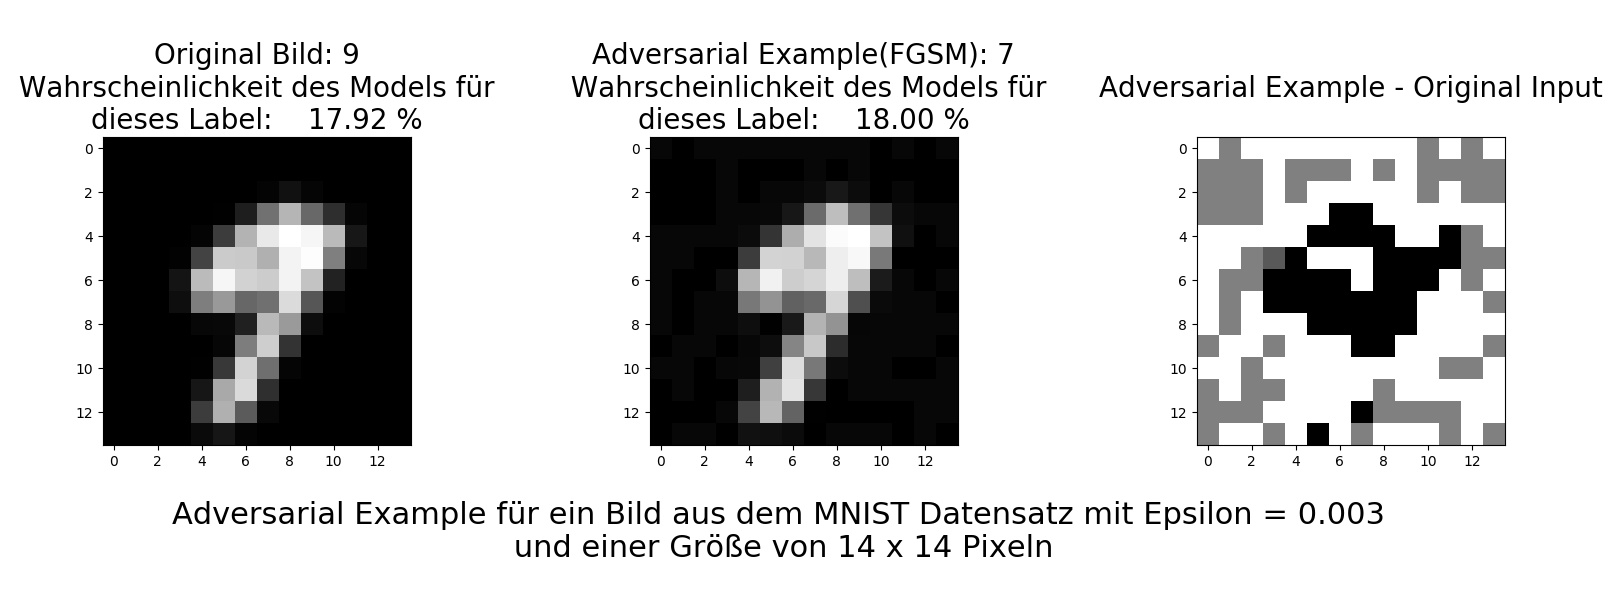 Original Bild: 9
Wahrscheinlichkeit des Models für
dieses Label: 17.92 %
0
2
4
6
8
10
12
0 2 4 6 8 10 12
Adversarial Example(FGSM): 7
Wahrscheinlichkeit des Models für
dieses Label: 18.00 %
0
2
4
6
8
10
12
0 2 4 6 8 10 12
Adversarial Example - Original Input
0
2
4
6
8
10
12
0 2 4 6 8 10 12
Adversarial Example für ein Bild aus dem MNIST Datensatz mit Epsilon = 0.003
und einer Größe von 14 x 14 Pixeln